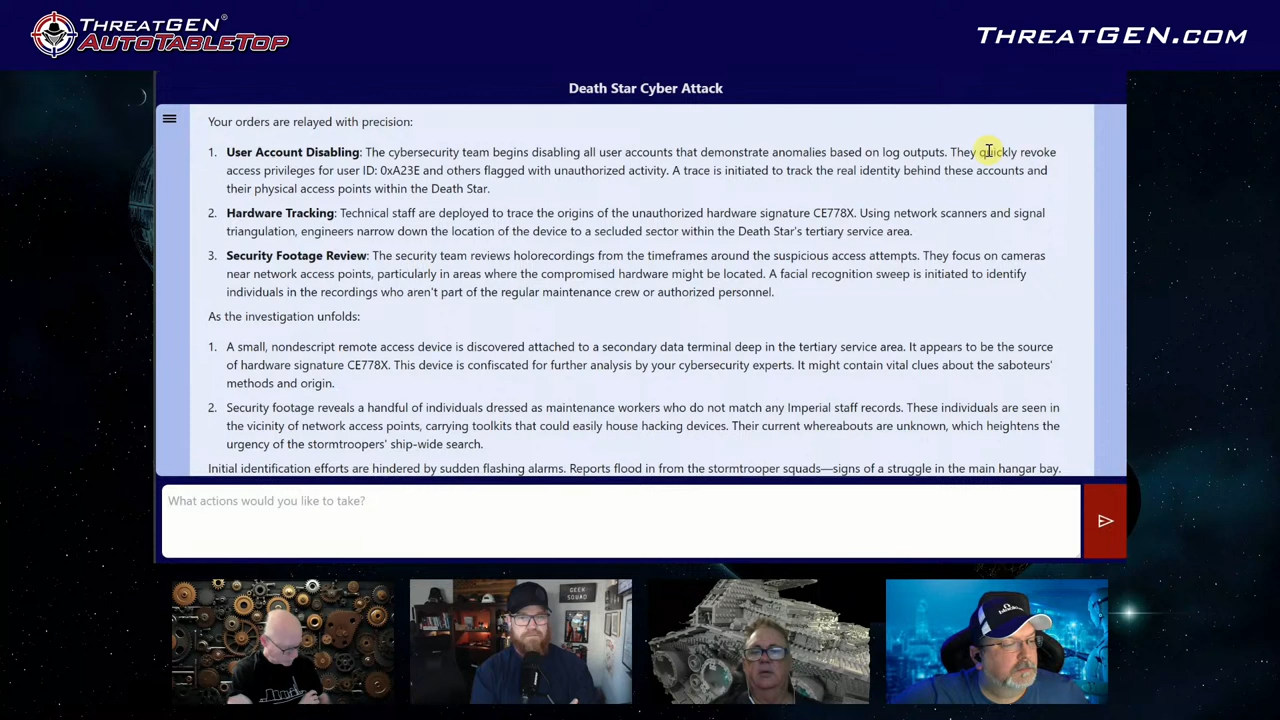 THREATGEN®
AUTOTABLETOP
THREATGEN.COM
Death Star Cyber Attack
Your orders are relayed with precision:
1. User Account Disabling: The cybersecurity team begins disabling all user accounts that demonstrate anomalies based on log outputs. They quickly revoke
access privileges for user ID: 0xA23E and others flagged with unauthorized activity. A trace is initiated to track the real identity behind these accounts and
their physical access points within the Death Star.
2. Hardware Tracking: Technical staff are deployed to trace the origins of the unauthorized hardware signature CE778X. Using network scanners and signal
triangulation, engineers narrow down the location of the device to a secluded sector within the Death Star's tertiary service area.
3. Security Footage Review: The security team reviews holorecordings from the timeframes around the suspicious access attempts. They focus on cameras
near network access points, particularly in areas where the compromised hardware might be located. A facial recognition sweep is initiated to identify
individuals in the recordings who aren't part of the regular maintenance crew or authorized personnel.
As the investigation unfolds:
1. A small, nondescript remote access device is discovered attached to a secondary data terminal deep in the tertiary service area. It appears to be the source
of hardware signature CE778X. This device is confiscated for further analysis by your cybersecurity experts. It might contain vital clues about the saboteurs'
methods and origin.
2. Security footage reveals a handful of individuals dressed as maintenance workers who do not match any Imperial staff records. These individuals are seen in
the vicinity of network access points, carrying toolkits that could easily house hacking devices. Their current whereabouts are unknown, which heightens the
urgency of the stormtroopers' ship-wide search.
Initial identification efforts are hindered by sudden flashing alarms. Reports flood in from the stormtrooper squads—signs of a struggle in the main hangar bay.
What actions would you like to take?
GEEK
SQUAD